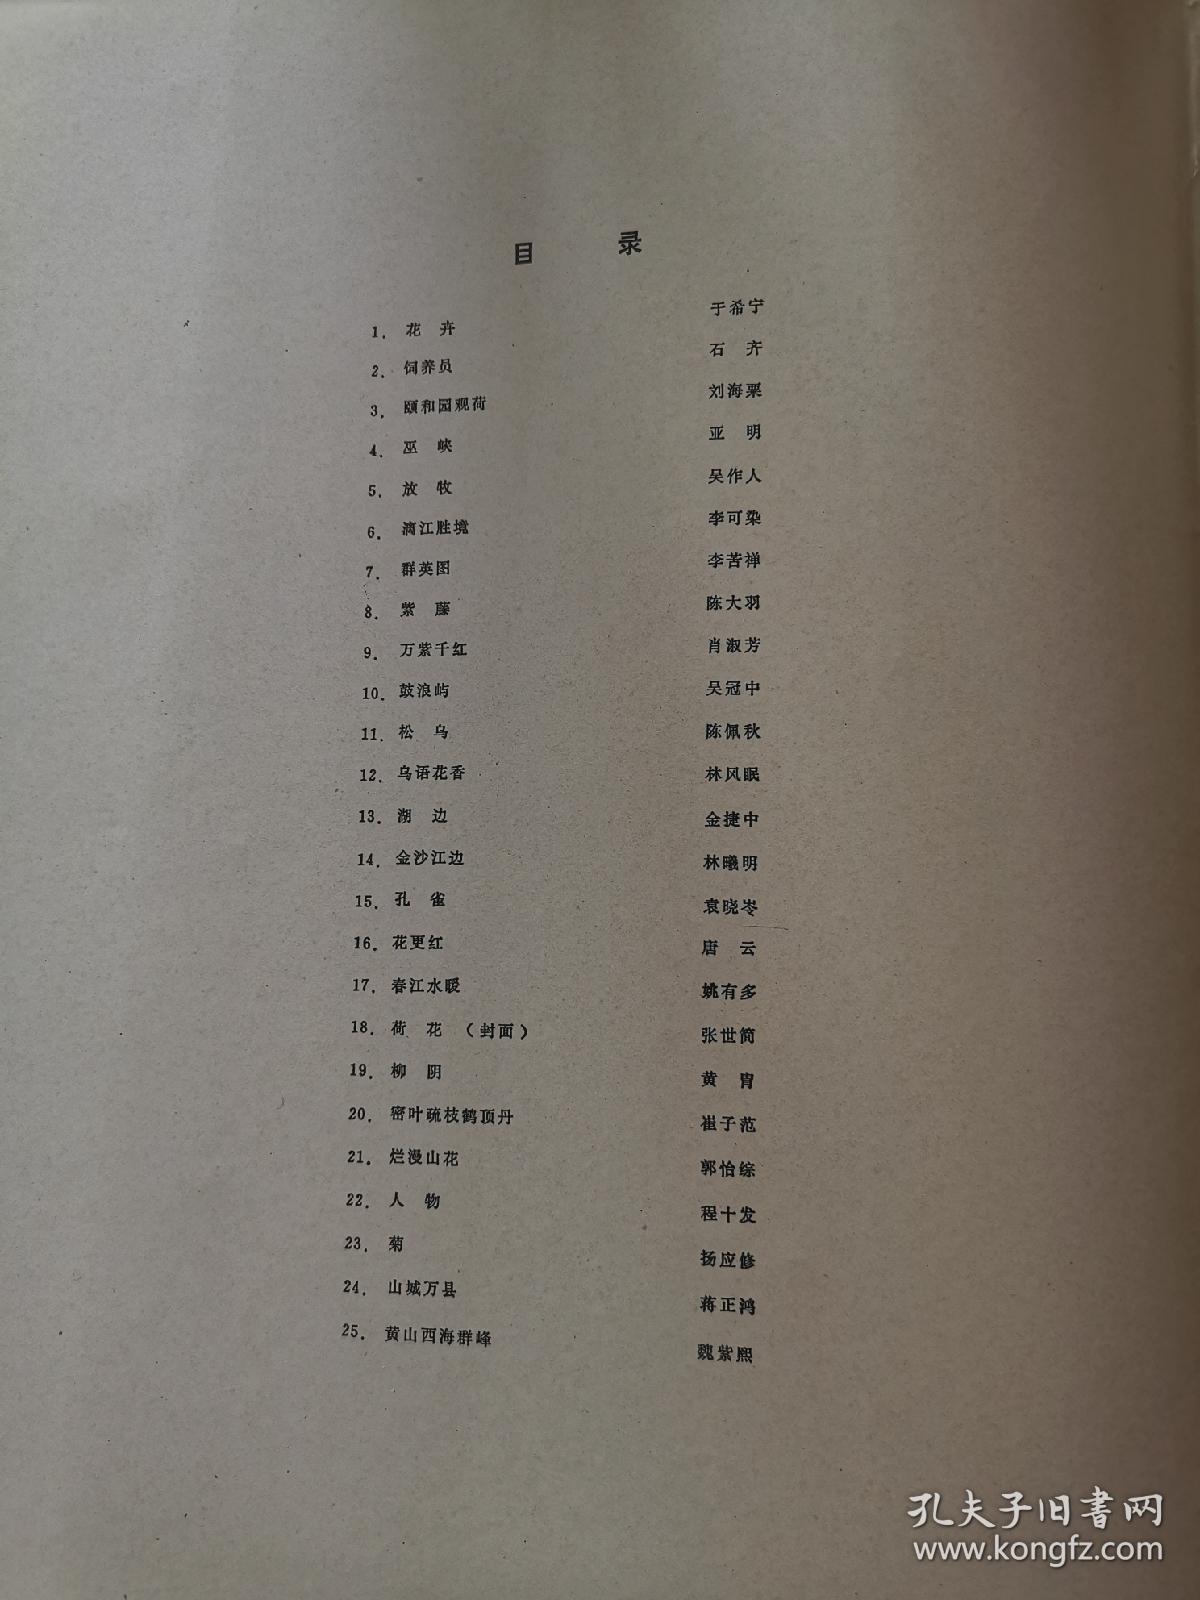 目 录
1. 花 卉 于希宁
2. 饲养员 石 齐
3. 颐和园观荷 刘海粟
4. 巫 峡 亚 明
5. 放 牧 吴作人
6. 漓江胜境 李可染
7. 群英图 李苦禅
8. 紫 藤 陈大羽
9. 万紫千红 肖淑芳
10. 鼓浪屿 吴冠中
11. 松 鸟 陈佩秋
12. 鸟语花香 林风眠
13. 湖 边 金捷中
14. 金沙江边 林曦明
15. 孔 雀 袁晓岑
16. 花更红 唐 云
17. 春江水暖 姚有多
18. 荷 花 （封面） 张世简
19. 柳 阴 黄 胄
20. 密叶疏枝鹤顶丹 崔子范
21. 烂漫山花 郭怡综
22. 人 物 程十发
23. 菊 扬应修
24. 山城万县 蒋正鸿
25. 黄山西海群峰 魏紫熙
孔夫子旧书网
www.kongfz.com